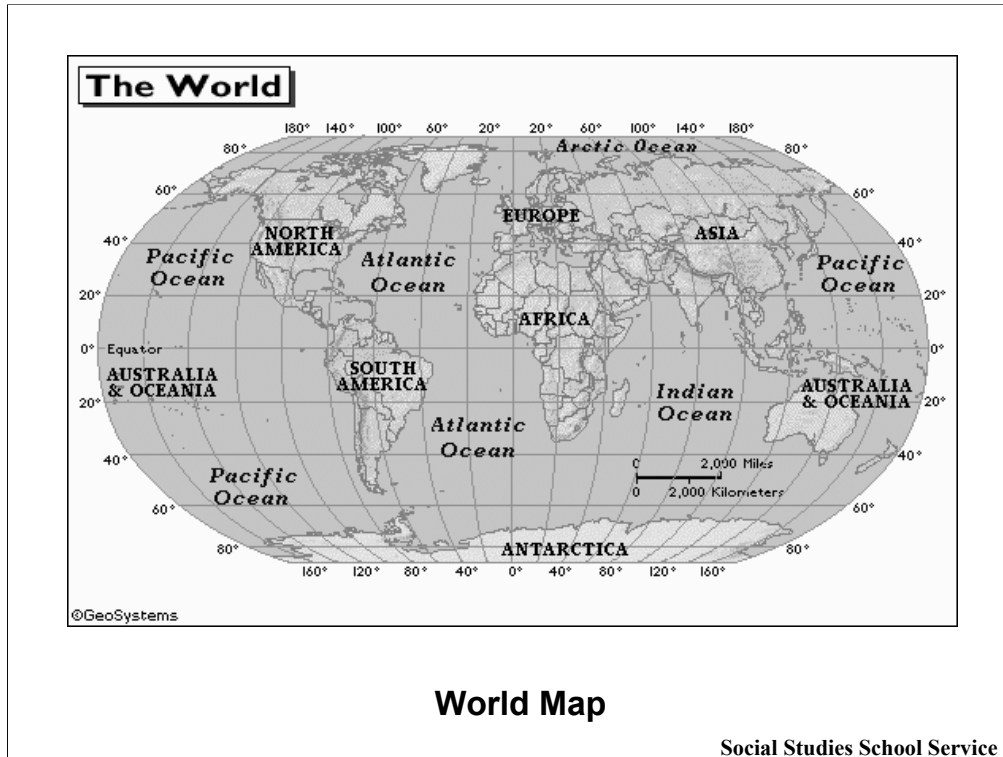 The World
180° 140° 100° 60° 20° 20° 60° 100° 140° 180°
Arctic Ocean
80° 80°
60° 60°
EUROPE
NORTH
AMERICA
ASIA
40° 40°
Pacific
Ocean
Atlantic
Ocean
Pacific
Ocean
20° 20°
AFRICA
0° Equator 0°
AUSTRALIA
& OCEANIA
SOUTH
AMERICA
Indian
Ocean
AUSTRALIA
& OCEANIA
20° 20°
Atlantic
Ocean
40° 40°
Pacific
Ocean
0 2,000 Miles
0 2,000 Kilometers
60° 60°
80° 80°
ANTARCTICA
160° 120° 80° 40° 0° 40° 80° 120° 160°
©GeoSystems
World Map
Social Studies School Service